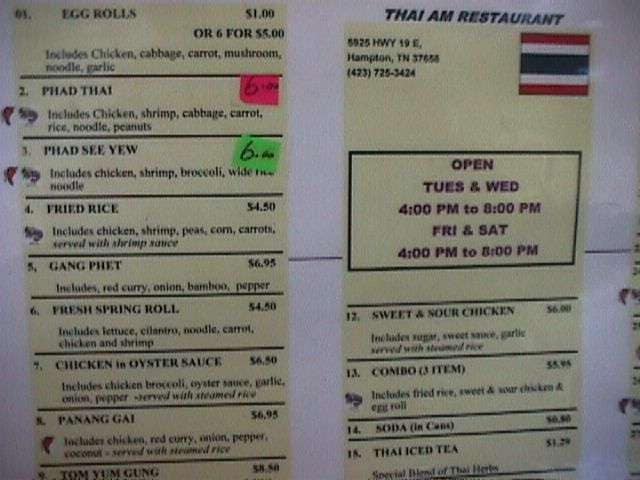 01. EGG ROLLS $1.00
OR 6 FOR $5.00
Includes Chicken, cabbage, carrot, mushroom,
noodle, garlic
2. PHAD THAI 6.00
Includes Chicken, shrimp, cabbage, carrot,
rice, noodle, peanuts
3. PHAD SEE YEW 6.00
Includes chicken, shrimp, broccoli, wide rice
noodle
4. FRIED RICE $4.50
Includes chicken, shrimp, peas, corn, carrots,
served with shrimp sauce
5. GANG PHET $6.95
Includes, red curry, onion, bamboo, pepper
6. FRESH SPRING ROLL $4.50
Includes lettuce, cilantro, noodle, carrot,
chicken and shrimp
7. CHICKEN in OYSTER SAUCE $6.50
Includes chicken broccoli, oyster sauce, garlic,
onion, pepper -served with steamed rice
8. PANANG GAI $6.95
Includes chicken, red curry, onion, pepper,
coconut - served with steamed rice
9. TOM YUM GUNG $8.50
THAI AM RESTAURANT
5925 HWY 19 E,
Hampton, TN 37658
(423) 725-3424
OPEN
TUES & WED
4:00 PM to 8:00 PM
FRI & SAT
4:00 PM to 8:00 PM
12. SWEET & SOUR CHICKEN $6.00
Includes sugar, sweet sauce, garlic
served with steamed rice
13. COMBO (3 ITEM) $5.95
Includes fried rice, sweet & sour chicken &
egg roll
14. SODA (in Cans) $0.80
15. THAI ICED TEA $1.29
Special Blend of Thai Herbs